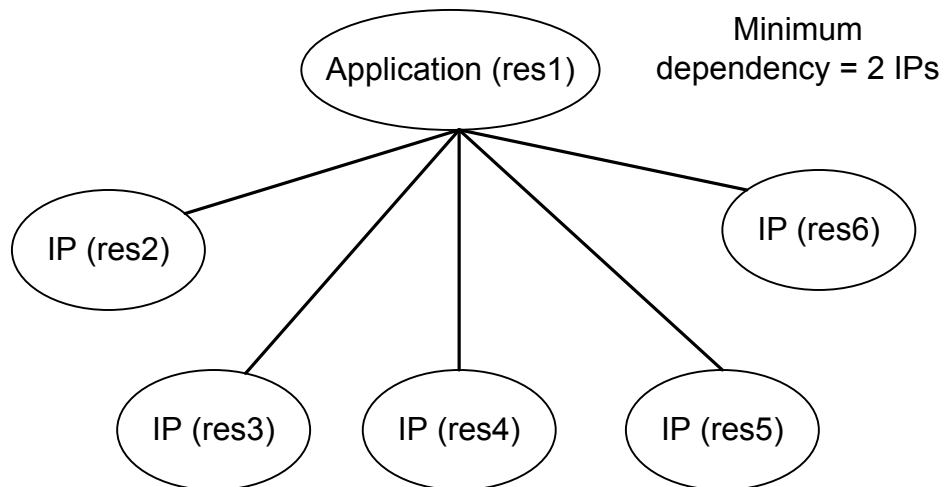 Application (res1)
Minimum
dependency = 2 IPs
IP (res2)
IP (res6)
IP (res3)
IP (res4)
IP (res5)